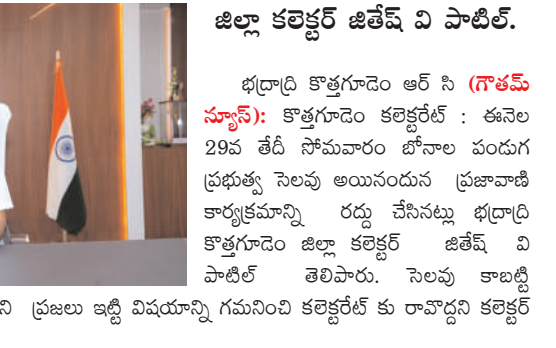 జిల్లా కలెక్టర్ జితేష్ వి పాటిల్.
భద్రాద్రి కొత్తగూడెం ఆర్ సి (గౌతమ్
న్యూస్): కొత్తగూడెం కలెక్టరేట్ : ఈనెల
29వ తేదీ సోమవారం బోనాల పండుగ
ప్రభుత్వ సెలవు అయినందున ప్రజావాణి
కార్యక్రమాన్ని రద్దు చేసినట్లు భద్రాద్రి
కొత్తగూడెం జిల్లా కలెక్టర్ జితేష్ వి
పాటిల్ తెలిపారు. సెలవు కాబట్టి
ని ప్రజలు ఇట్టి విషయాన్ని గమనించి కలెక్టరేట్ కు రావొద్దని కలెక్టర్